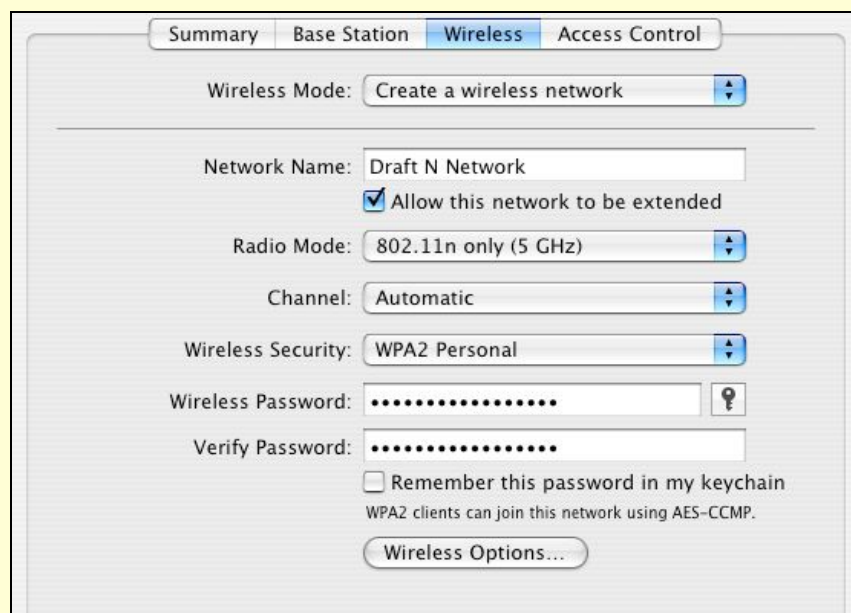 Summary Base Station Wireless Access Control
Wireless Mode: Create a wireless network
Network Name: Draft N Network
Allow this network to be extended
Radio Mode: 802.11n only (5 GHz)
Channel: Automatic
Wireless Security: WPA2 Personal
Wireless Password: •••••••••••••••••
Verify Password: •••••••••••••••••
Remember this password in my keychain
WPA2 clients can join this network using AES-CCMP.
Wireless Options...